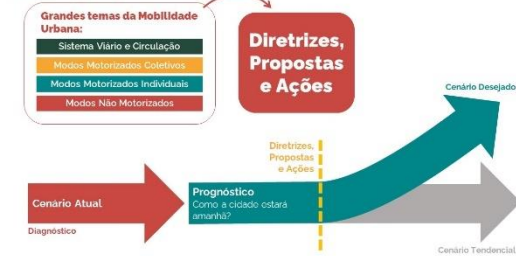 Grandes temas da Mobilidade
Urbana:
Sistema Viário e Circulação
Modos Motorizados Coletivos
Modos Motorizados Individuais
Modos Não Motorizados
Diretrizes,
Propostas
e Ações
Cenário Desejado
Diretrizes,
Propostas
e Ações
Cenário Atual
Prognóstico
Como a cidade estará
amanhã?
Diagnóstico
Cenário Tendencial